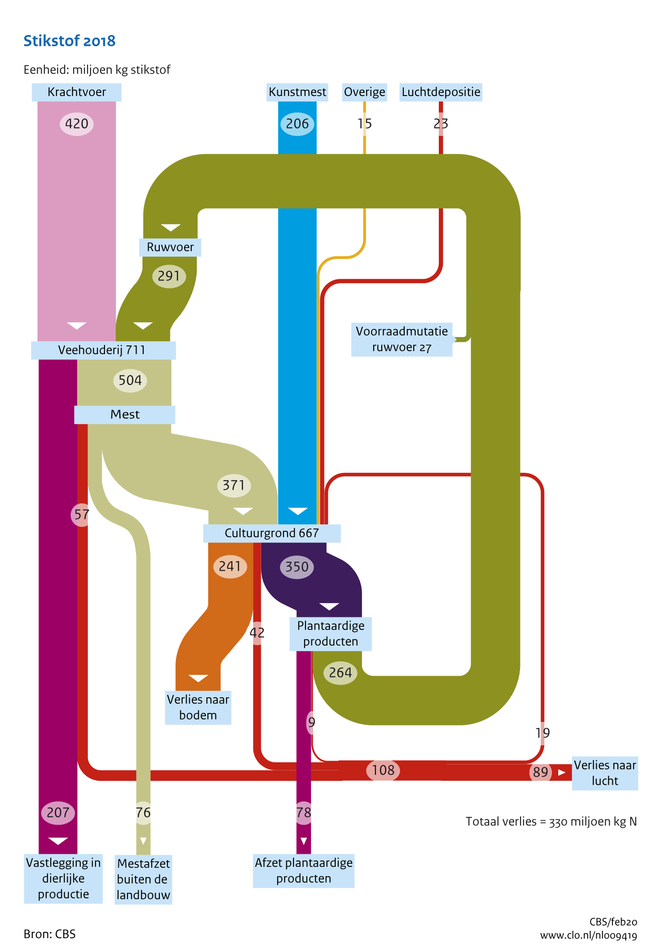 Stikstof 2018
Eenheid: miljoen kg stikstof
Krachtvoer
Kunstmest
Overige
Luchtdepositie
420
206
15
23
Ruwvoer
291
Voorraadmutatie
ruwvoer 27
Veehouderij 711
504
Mest
371
57
Cultuurgrond 667
241
350
42
Plantaardige
producten
264
Verlies naar
bodem
9
19
108
89
Verlies naar
lucht
207
76
78
Totaal verlies = 330 miljoen kg N
Vastlegging in
dierlijke
productie
Mestafzet
buiten de
landbouw
Afzet plantaardige
producten
Bron: CBS
CBS/feb20
www.clo.nl/nl009419